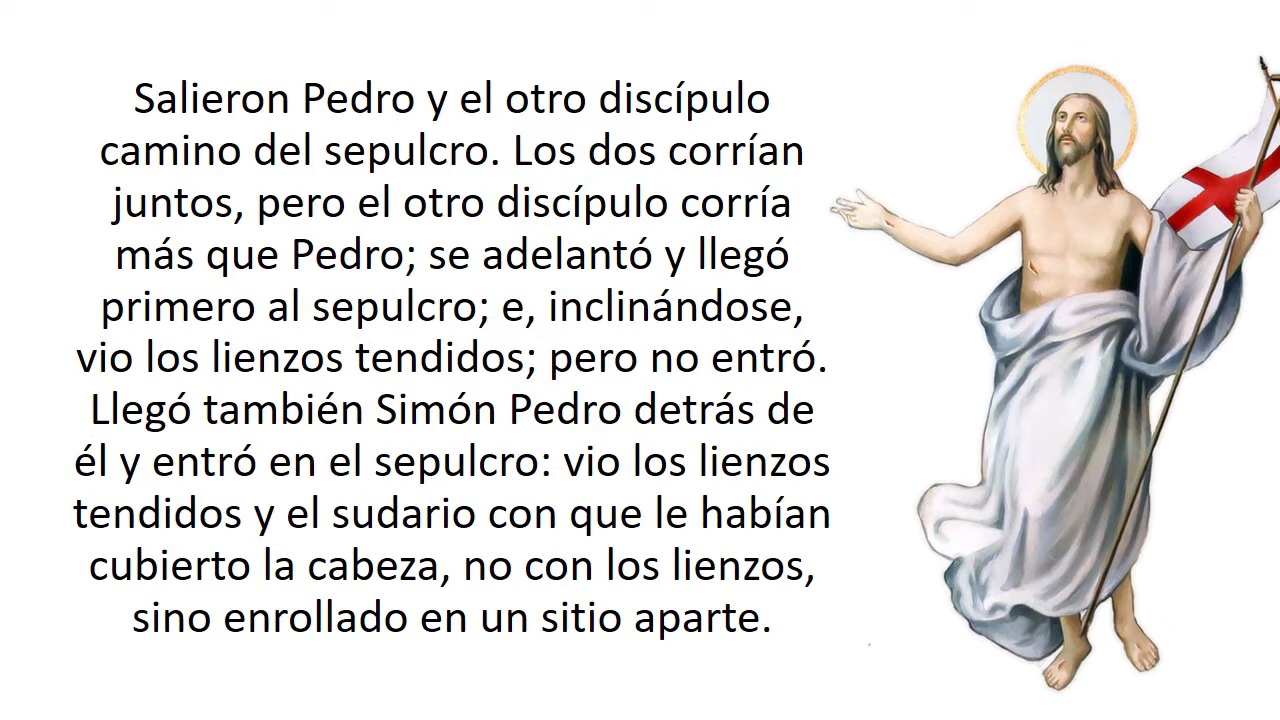 Salieron Pedro y el otro discípulo
camino del sepulcro. Los dos corrían
juntos, pero el otro discípulo corría
más que Pedro; se adelantó y llegó
primero al sepulcro; e, inclinándose,
vio los lienzos tendidos; pero no entró.
Llegó también Simón Pedro detrás de
él y entró en el sepulcro: vio los lienzos
tendidos y el sudario con que le habían
cubierto la cabeza, no con los lienzos,
sino enrollado en un sitio aparte.